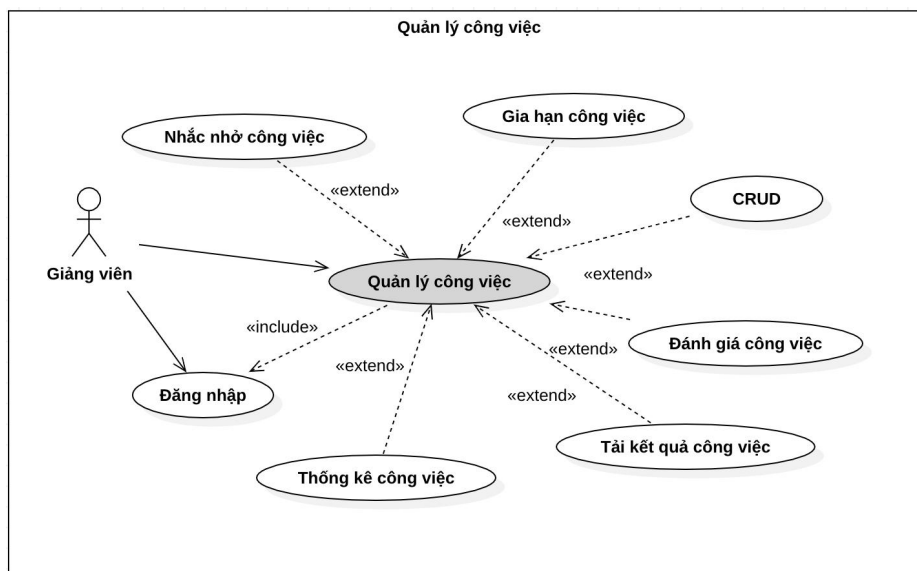 Quản lý công việc
Gia hạn công việc
Nhắc nhở công việc
«extend»
CRUD
«extend»
Giảng viên
Quản lý công việc
«extend»
«include»
Đánh giá công việc
«extend»
«extend»
Đăng nhập
«extend»
Tải kết quả công việc
Thống kê công việc